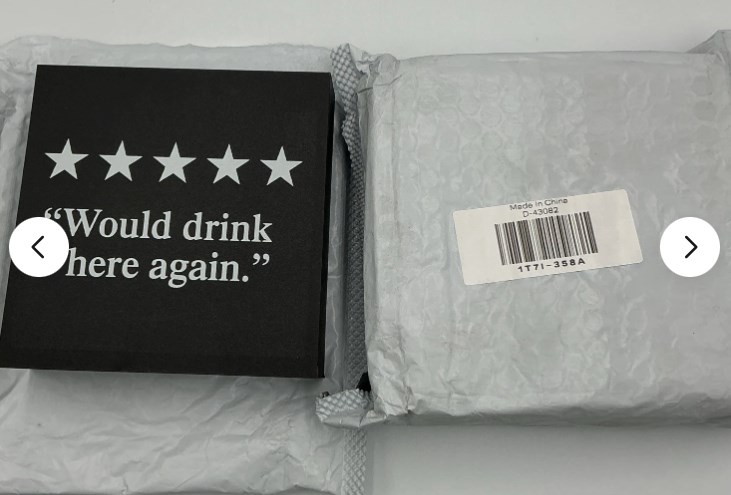 “Would drink
here again.”
Made In China
D-43082
1T7I-358A